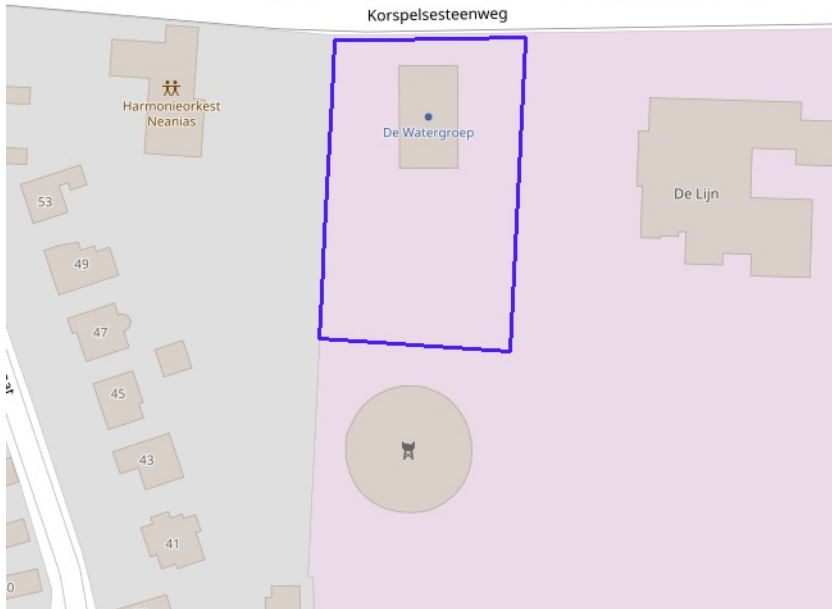 Korspelsesteenweg
Harmonieorkest
Neanias
De Watergroep
De Lijn
53
49
47
45
43
41